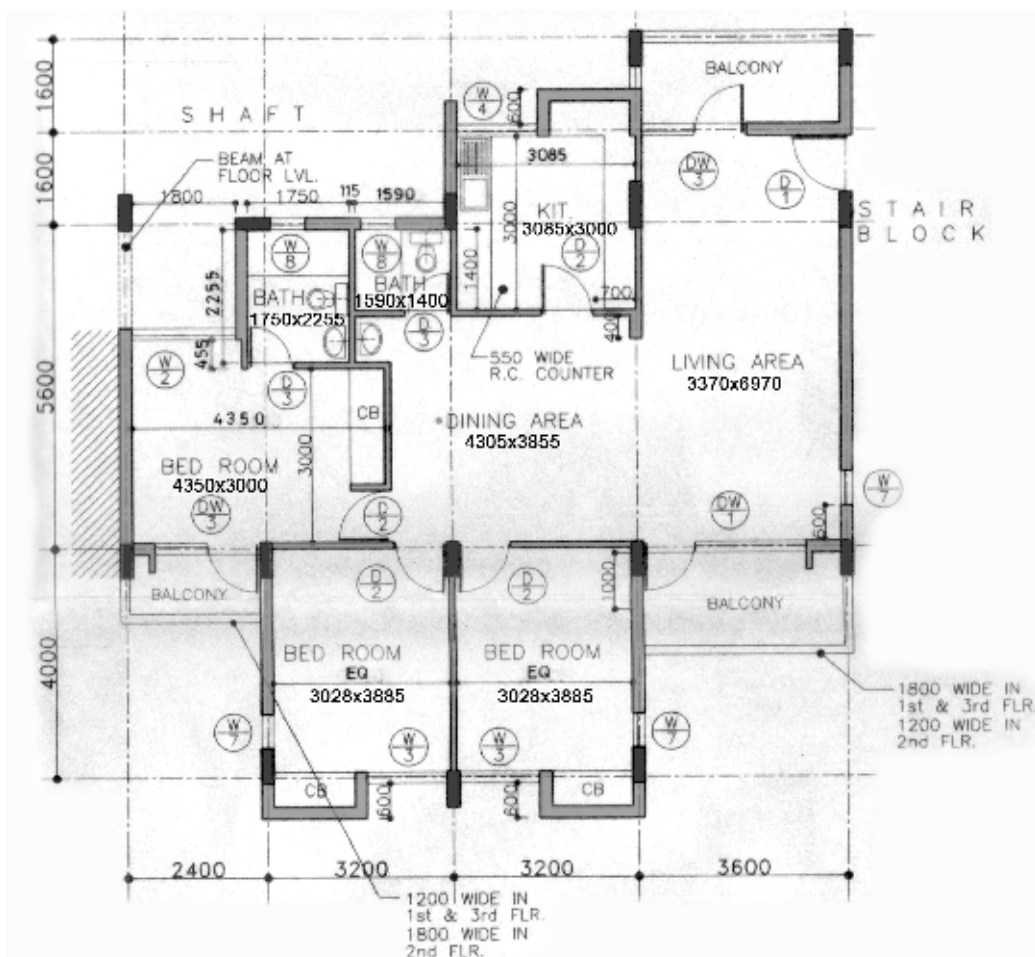 BALCONY
1600
W
4
600
SHAFT
3085
DW
3
D
1
BEAM AT
FLOOR LVL.
1600
1800
1750
115
1590
KIT.
3085x3000
3000
STAIR
BLOCK
W
8
W
8
D
2
1400
BATH
1590x1400
2255
BATH
1750x2255
700
D
3
400
550 WIDE
R.C. COUNTER
455
W
2
LIVING AREA
3370x6970
5600
D
3
CB
4350
DINING AREA
4305x3855
3000
BED ROOM
4350x3000
W
7
DW
3
D
2
DW
1
600
D
2
D
2
1000
BALCONY
BALCONY
4000
BED ROOM
EQ
3028x3885
BED ROOM
EQ
3028x3885
1800 WIDE IN
1st & 3rd FLR.
1200 WIDE IN
2nd FLR.
W
7
W
3
W
3
W
7
CB
600
600
CB
2400
3200
3200
3600
1200 WIDE IN
1st & 3rd FLR.
1800 WIDE IN
2nd FLR.